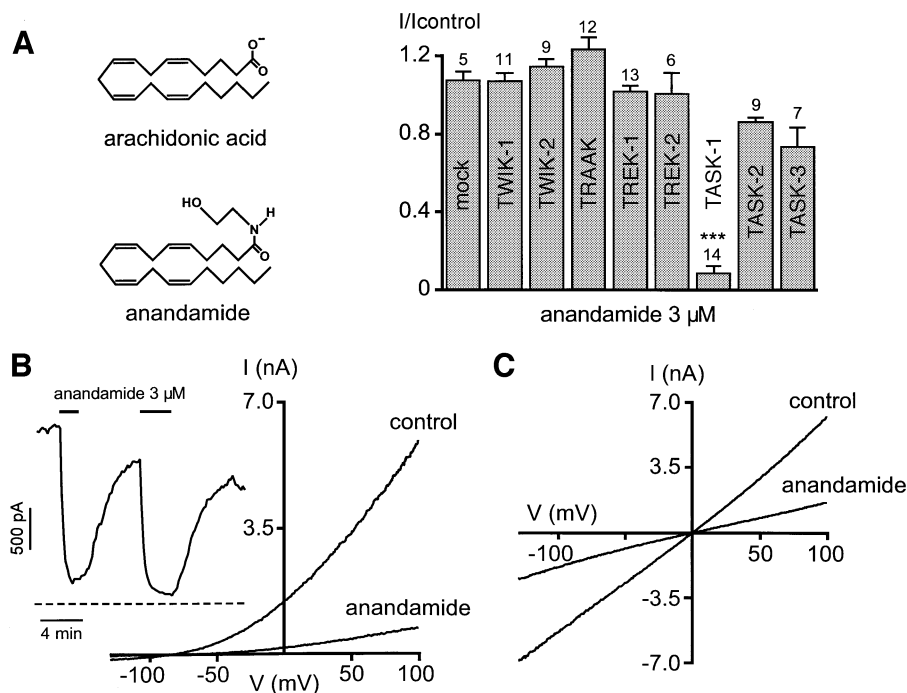 A
O⁻
O
arachidonic acid
HO
H
N
O
anandamide
I/Icontrol
1.2
0.8
0.4
0
5
11
9
12
13
6
***
14
9
7
mock
TWIK-1
TWIK-2
TRAAK
TREK-1
TREK-2
TASK-1
TASK-2
TASK-3
anandamide 3 µM
B
anandamide 3 µM
500 pA
4 min
I (nA)
7.0
3.5
control
anandamide
-100
-50
50
100
V (mV)
C
I (nA)
7.0
3.5
-3.5
-7.0
control
anandamide
V (mV)
-100
50
100